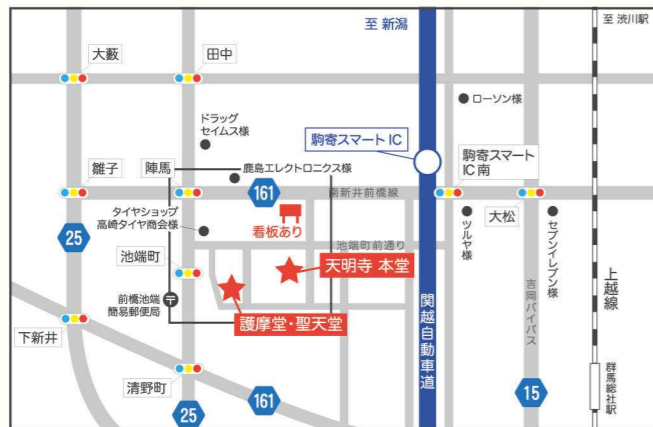 至 新潟
至 渋川駅
大藪
田中
ドラッグ
セイムス様
ローソン様
駒寄スマート IC
駒寄スマート
IC 南
雛子
陣馬
鹿島エレクトロニクス様
161
南新井前橋線
大松
タイヤショップ
高崎タイヤ商会様
看板あり
ツルヤ様
セブンイレブン様
25
池端町前通り
池端町
天明寺 本堂
上越線
前橋池端
簡易郵便局
〒
護摩堂・聖天堂
関越自動車道
吉岡バイパス
下新井
清野町
161
15
群馬総社駅
25